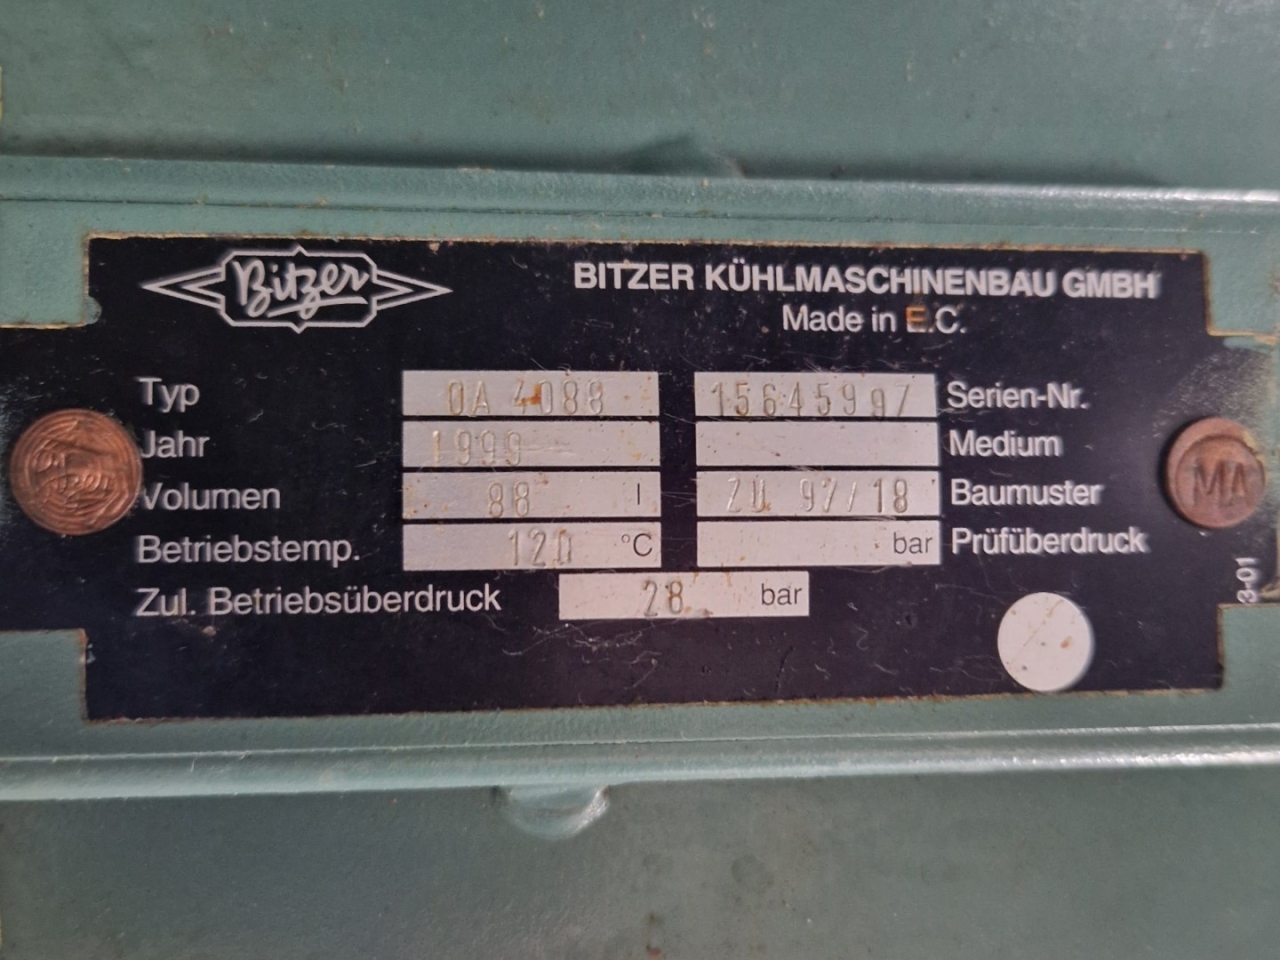 Bitzer
BITZER KÜHLMASCHINENBAU GMBH
Made in E.C.
Typ OA 4088 15645997 Serien-Nr.
Jahr 1999 Medium
Volumen 88 l ZU 97/18 Baumuster
Betriebstemp. 120 °C bar Prüfüberdruck
Zul. Betriebsüberdruck 28 bar
3-01
MA